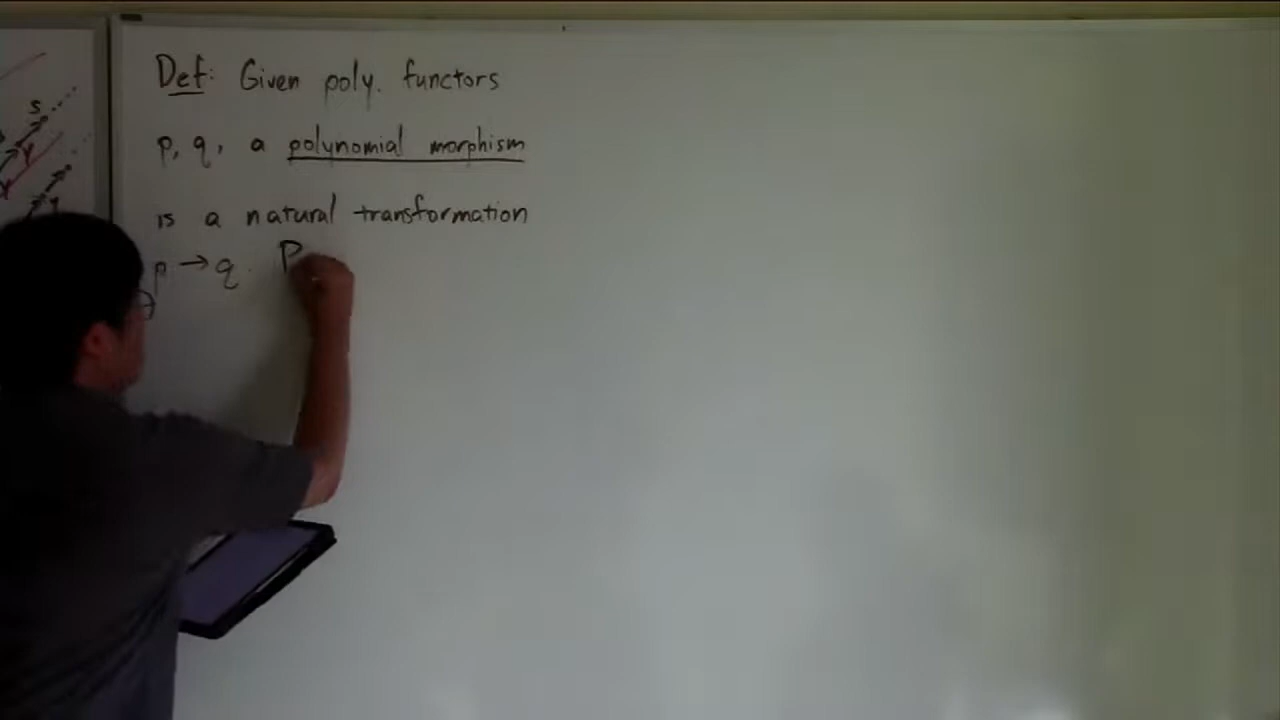 Def: Given poly. functors
p, q, a polynomial morphism
is a natural transformation
p → q. P
s